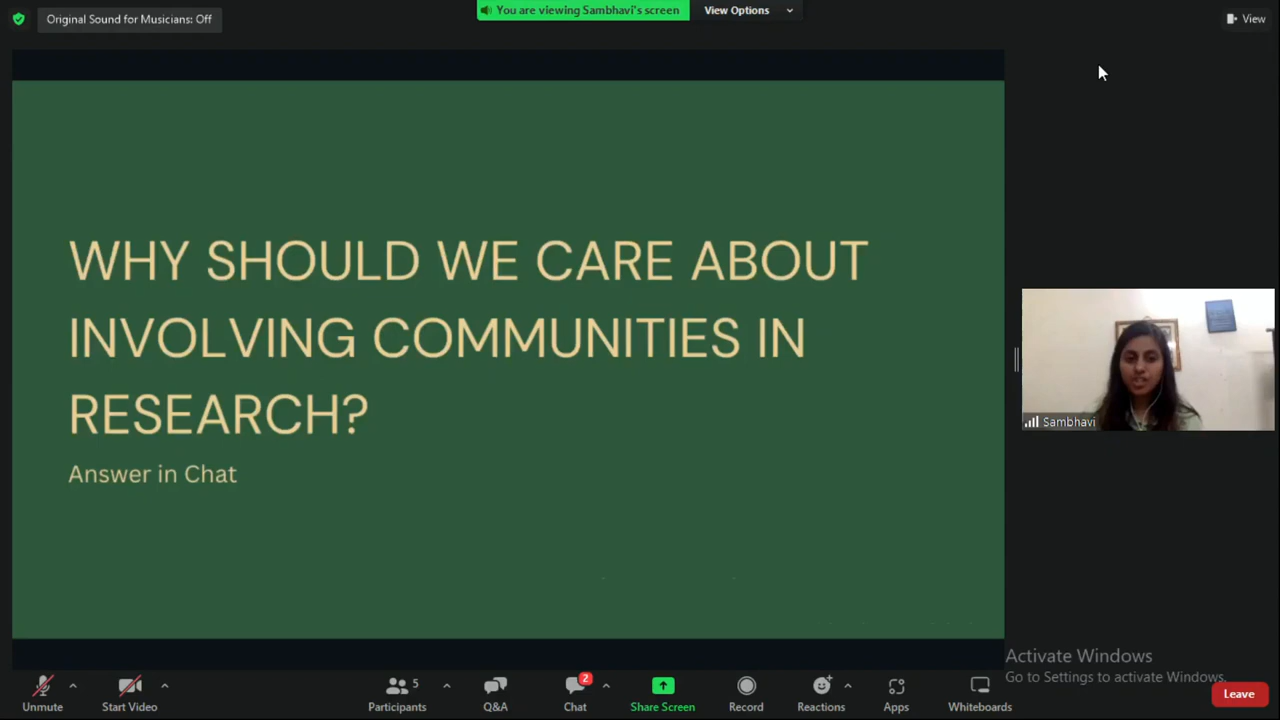 Original Sound for Musicians: Off
You are viewing Sambhavi's screen
View Options
View
WHY SHOULD WE CARE ABOUT
INVOLVING COMMUNITIES IN
RESEARCH?
Answer in Chat
Sambhavi
Activate Windows
Go to Settings to activate Windows.
Unmute
Start Video
5
Participants
Q&A
2
Chat
Share Screen
Record
Reactions
Apps
Whiteboards
Leave